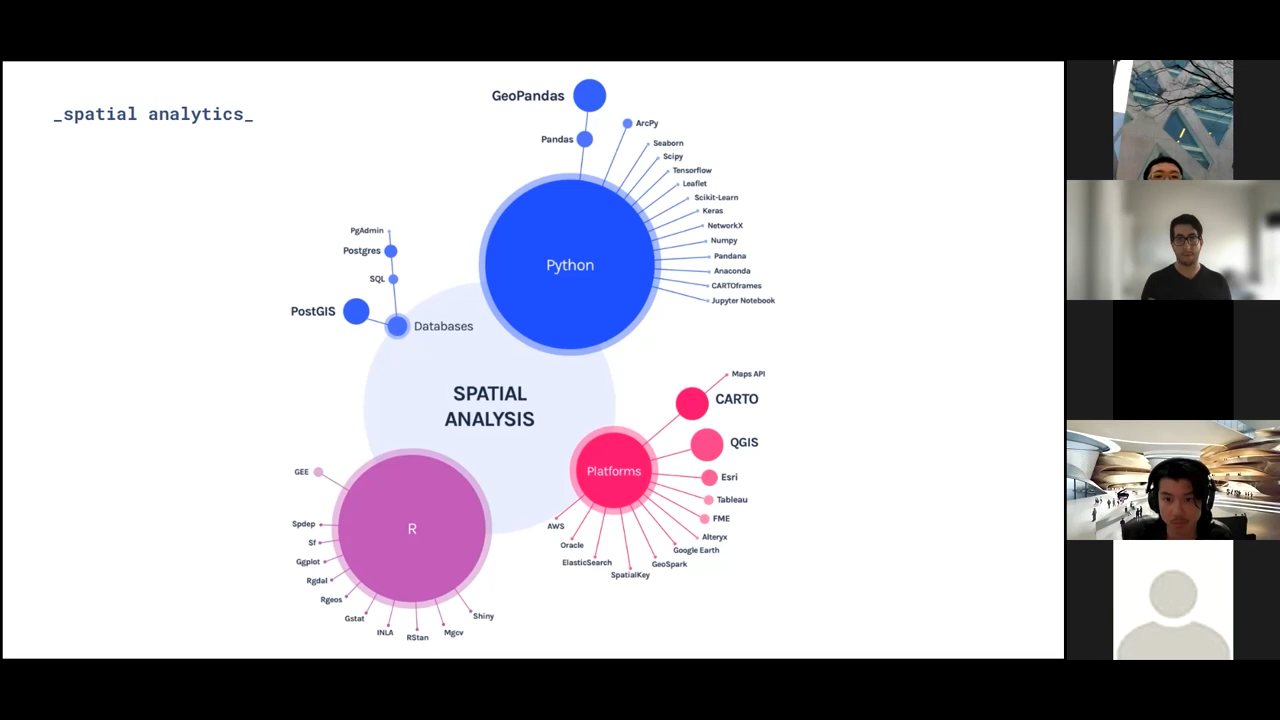 _spatial analytics_
GeoPandas
Pandas
ArcPy
Seaborn
Scipy
Tensorflow
Leaflet
Scikit-Learn
Keras
NetworkX
Numpy
Pandana
Anaconda
CARTOframes
Jupyter Notebook
Python
PgAdmin
Postgres
SQL
PostGIS
Databases
SPATIAL
ANALYSIS
Maps API
CARTO
QGIS
Esri
Tableau
FME
Alteryx
Google Earth
GeoSpark
SpatialKey
ElasticSearch
Oracle
AWS
Platforms
GEE
R
Spdep
Sf
Ggplot
Rgdal
Rgeos
Gstat
INLA
RStan
Mgcv
Shiny